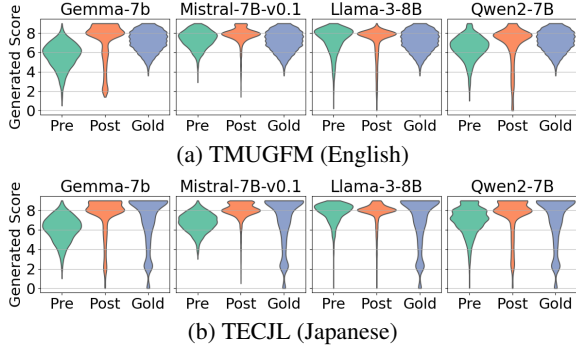 Gemma-7b Mistral-7B-v0.1 Llama-3-8B Qwen2-7B
Generated Score
8
6
4
2
0
Pre Post Gold Pre Post Gold Pre Post Gold Pre Post Gold
(a) TMUGFM (English)
Gemma-7b Mistral-7B-v0.1 Llama-3-8B Qwen2-7B
Generated Score
8
6
4
2
0
Pre Post Gold Pre Post Gold Pre Post Gold Pre Post Gold
(b) TECJL (Japanese)